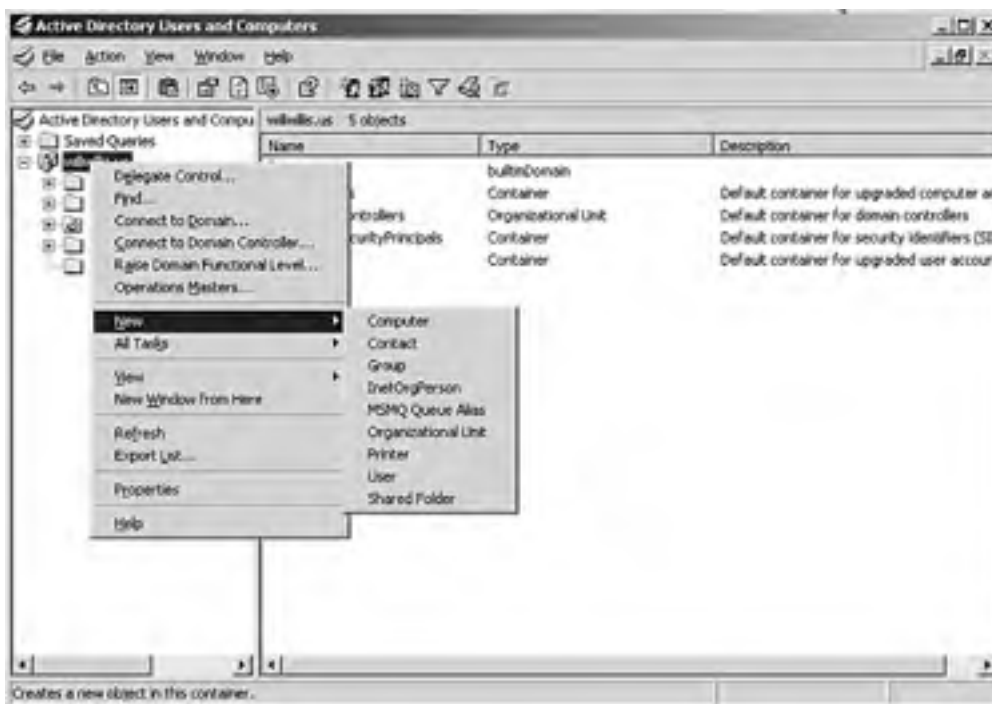 Active Directory Users and Computers
File Action View Window Help
Active Directory Users and Compu
willwillis.us 5 objects
Saved Queries
Name Type Description
builtinDomain
Container Default container for upgraded computer a
ntrollers Organizational Unit Default container for domain controllers
curityPrincipals Container Default container for security identifiers (SI
Container Default container for upgraded user accour
Delegate Control...
Find...
Connect to Domain...
Connect to Domain Controller...
Raise Domain Functional Level...
Operations Masters...
New
All Tasks
View
New Window from Here
Refresh
Export List...
Properties
Help
Computer
Contact
Group
InetOrgPerson
MSMQ Queue Alias
Organizational Unit
Printer
User
Shared Folder
Creates a new object in this container.